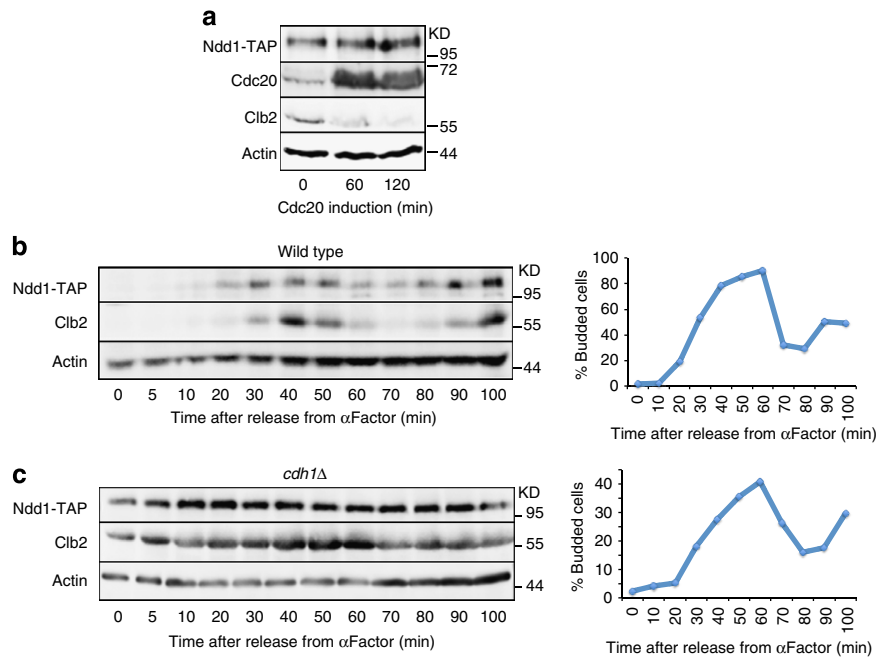 a
KD
Ndd1-TAP
95
72
Cdc20
Clb2
55
Actin
44
0 60 120
Cdc20 induction (min)
b
Wild type
KD
Ndd1-TAP
95
Clb2
55
Actin
44
0 5 10 20 30 40 50 60 70 80 90 100
Time after release from αFactor (min)
% Budded cells
100
80
60
40
20
0
0 10 20 30 40 50 60 70 80 90 100
Time after release from αFactor (min)
c
cdh1Δ
KD
Ndd1-TAP
95
Clb2
55
Actin
44
0 5 10 20 30 40 50 60 70 80 90 100
Time after release from αFactor (min)
% Budded cells
40
30
20
10
0
0 10 20 30 40 50 60 70 80 90 100
Time after release from αFactor (min)